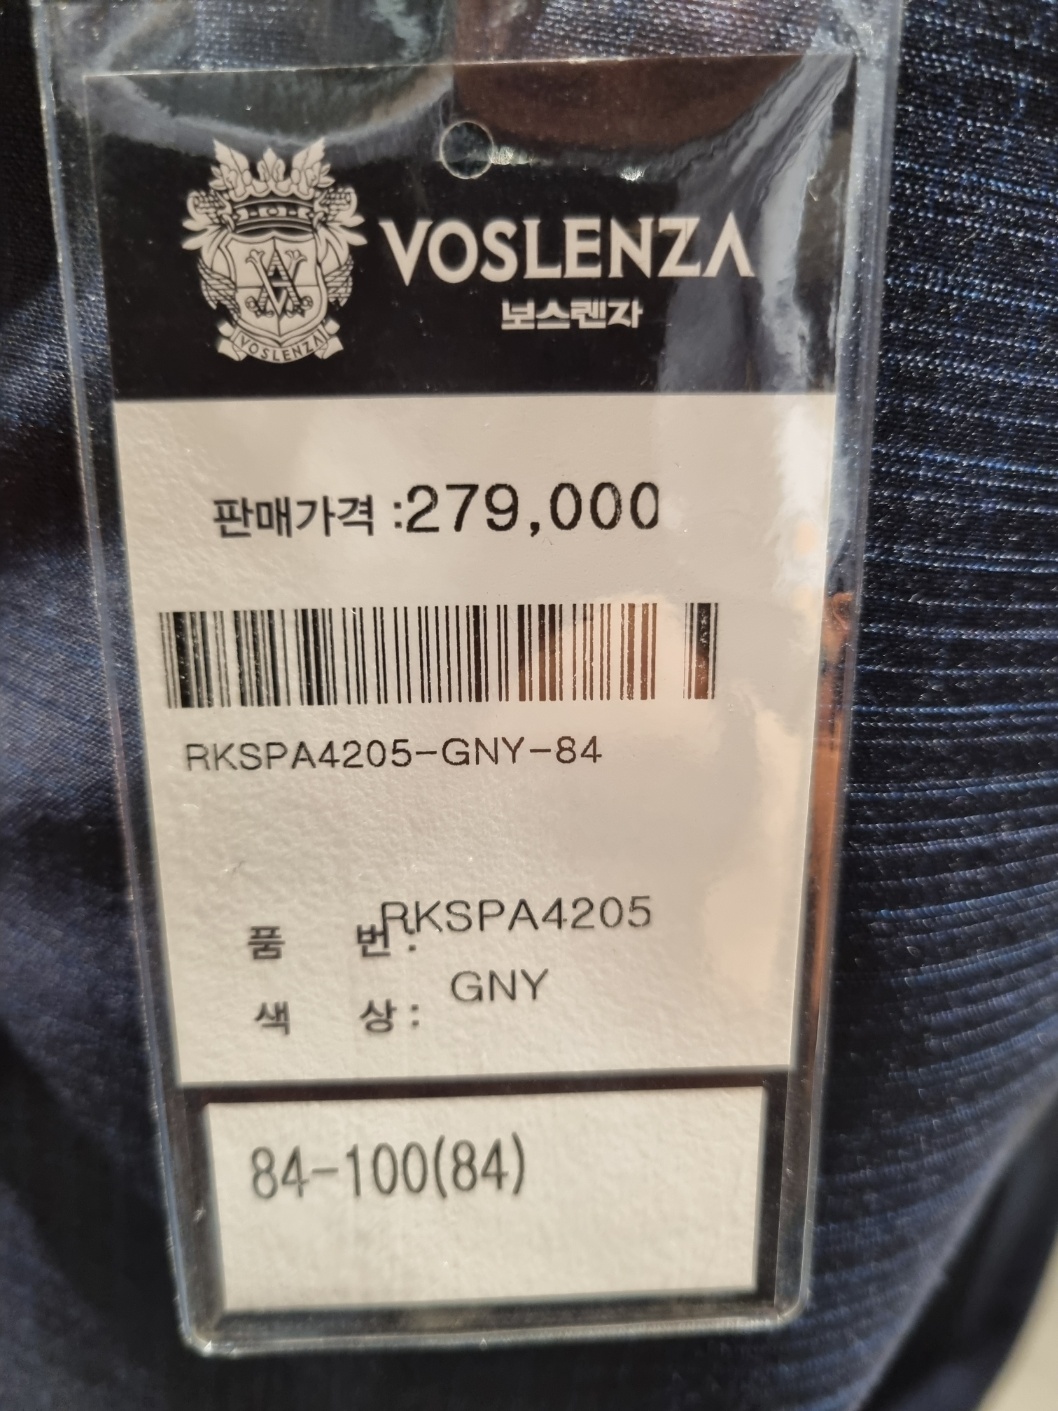 VOSLENZA
보스렌자
VOSLENZA
판매가격 :279,000
RKSPA4205-GNY-84
품 번: RKSPA4205
색 상: GNY
84-100(84)